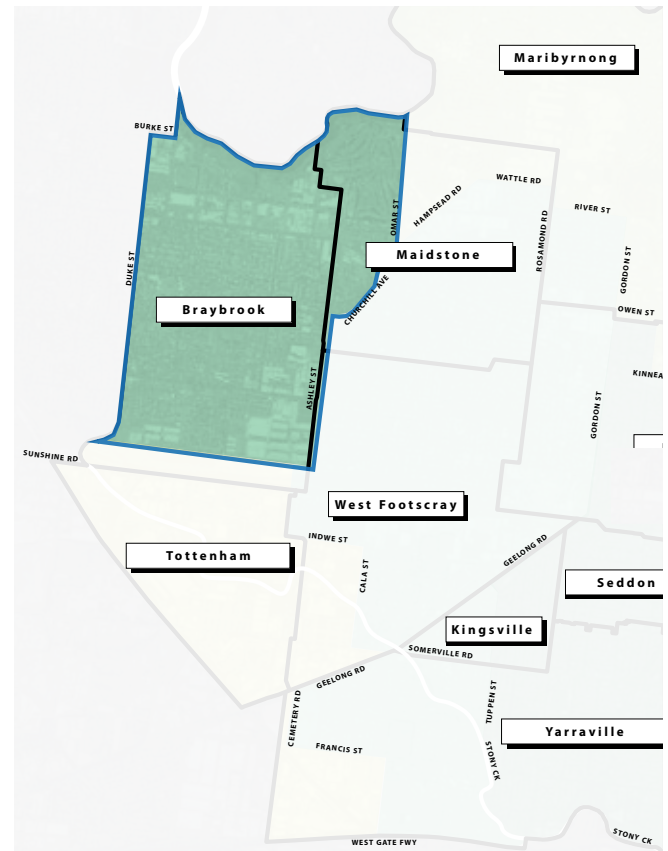 Maribyrnong
BURKE ST
WATTLE RD
HAMPSEAD RD
RIVER ST
OMAR ST
ROSAMOND RD
GORDON ST
Maidstone
DUKE ST
CHURCHILL AVE
Braybrook
OWEN ST
KINNEA
ASHLEY ST
GORDON ST
SUNSHINE RD
West Footscray
INDWE ST
GEELONG RD
Tottenham
CALA ST
Seddon
Kingsville
SOMERVILLE RD
GEELONG RD
TUPPEN ST
CEMETERY RD
Yarraville
FRANCIS ST
STONY CK
STONY CK
WEST GATE FWY